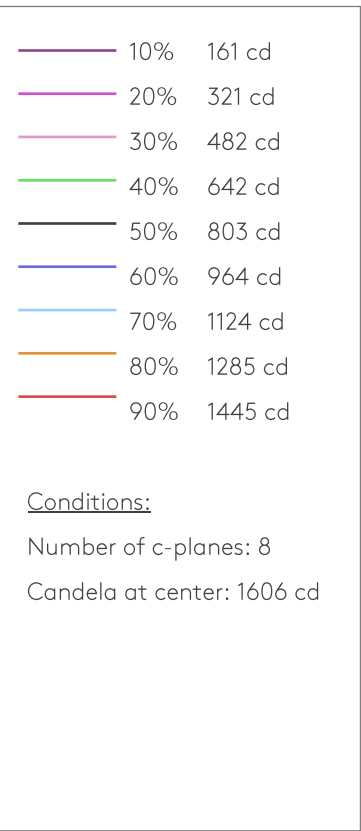 10% 161 cd
20% 321 cd
30% 482 cd
40% 642 cd
50% 803 cd
60% 964 cd
70% 1124 cd
80% 1285 cd
90% 1445 cd
Conditions:
Number of c-planes: 8
Candela at center: 1606 cd